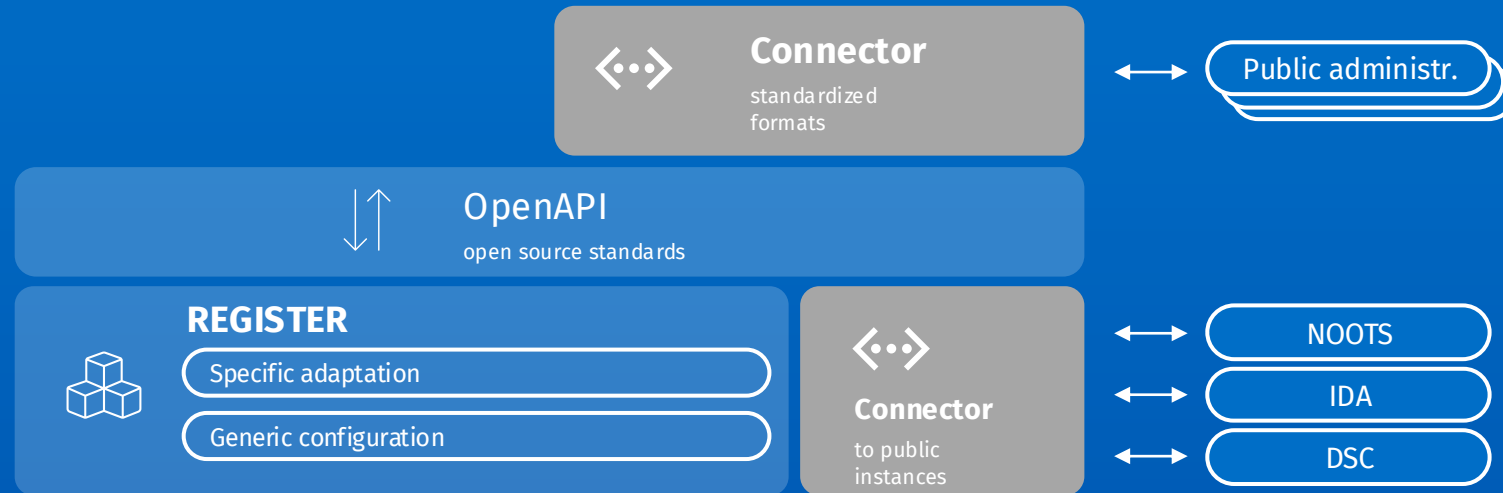 Connector
standardized
formats
Public administr.
OpenAPI
open source standards
REGISTER
Specific adaptation
Generic configuration
Connector
to public
instances
NOOTS
IDA
DSC